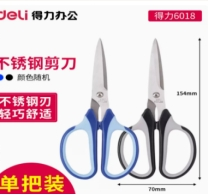 deli 得力办公
得力6018
不锈钢剪刀
颜色随机
154mm
不锈钢刃
轻巧舒适
单把装
70mm